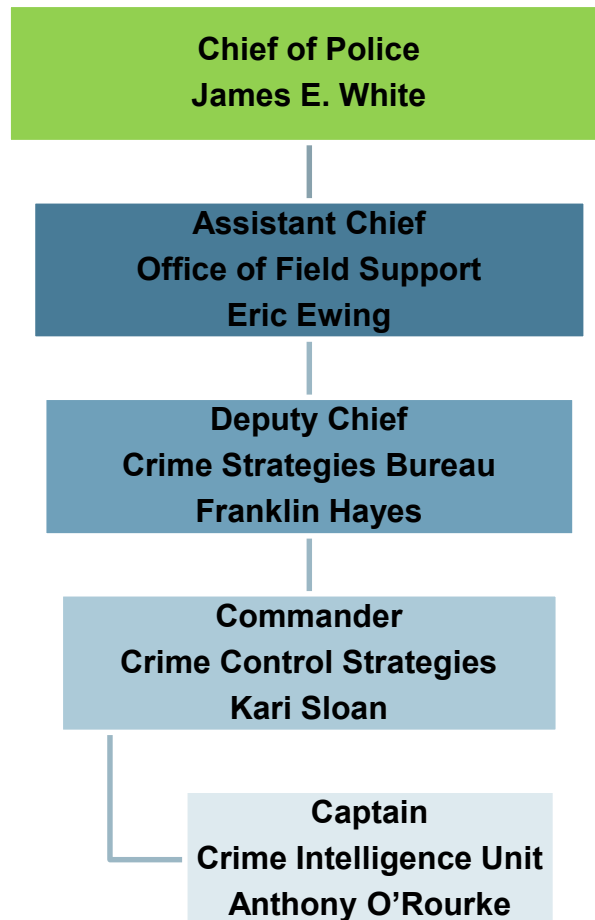 Chief of Police
James E. White
Assistant Chief
Office of Field Support
Eric Ewing
Deputy Chief
Crime Strategies Bureau
Franklin Hayes
Commander
Crime Control Strategies
Kari Sloan
Captain
Crime Intelligence Unit
Anthony O’Rourke